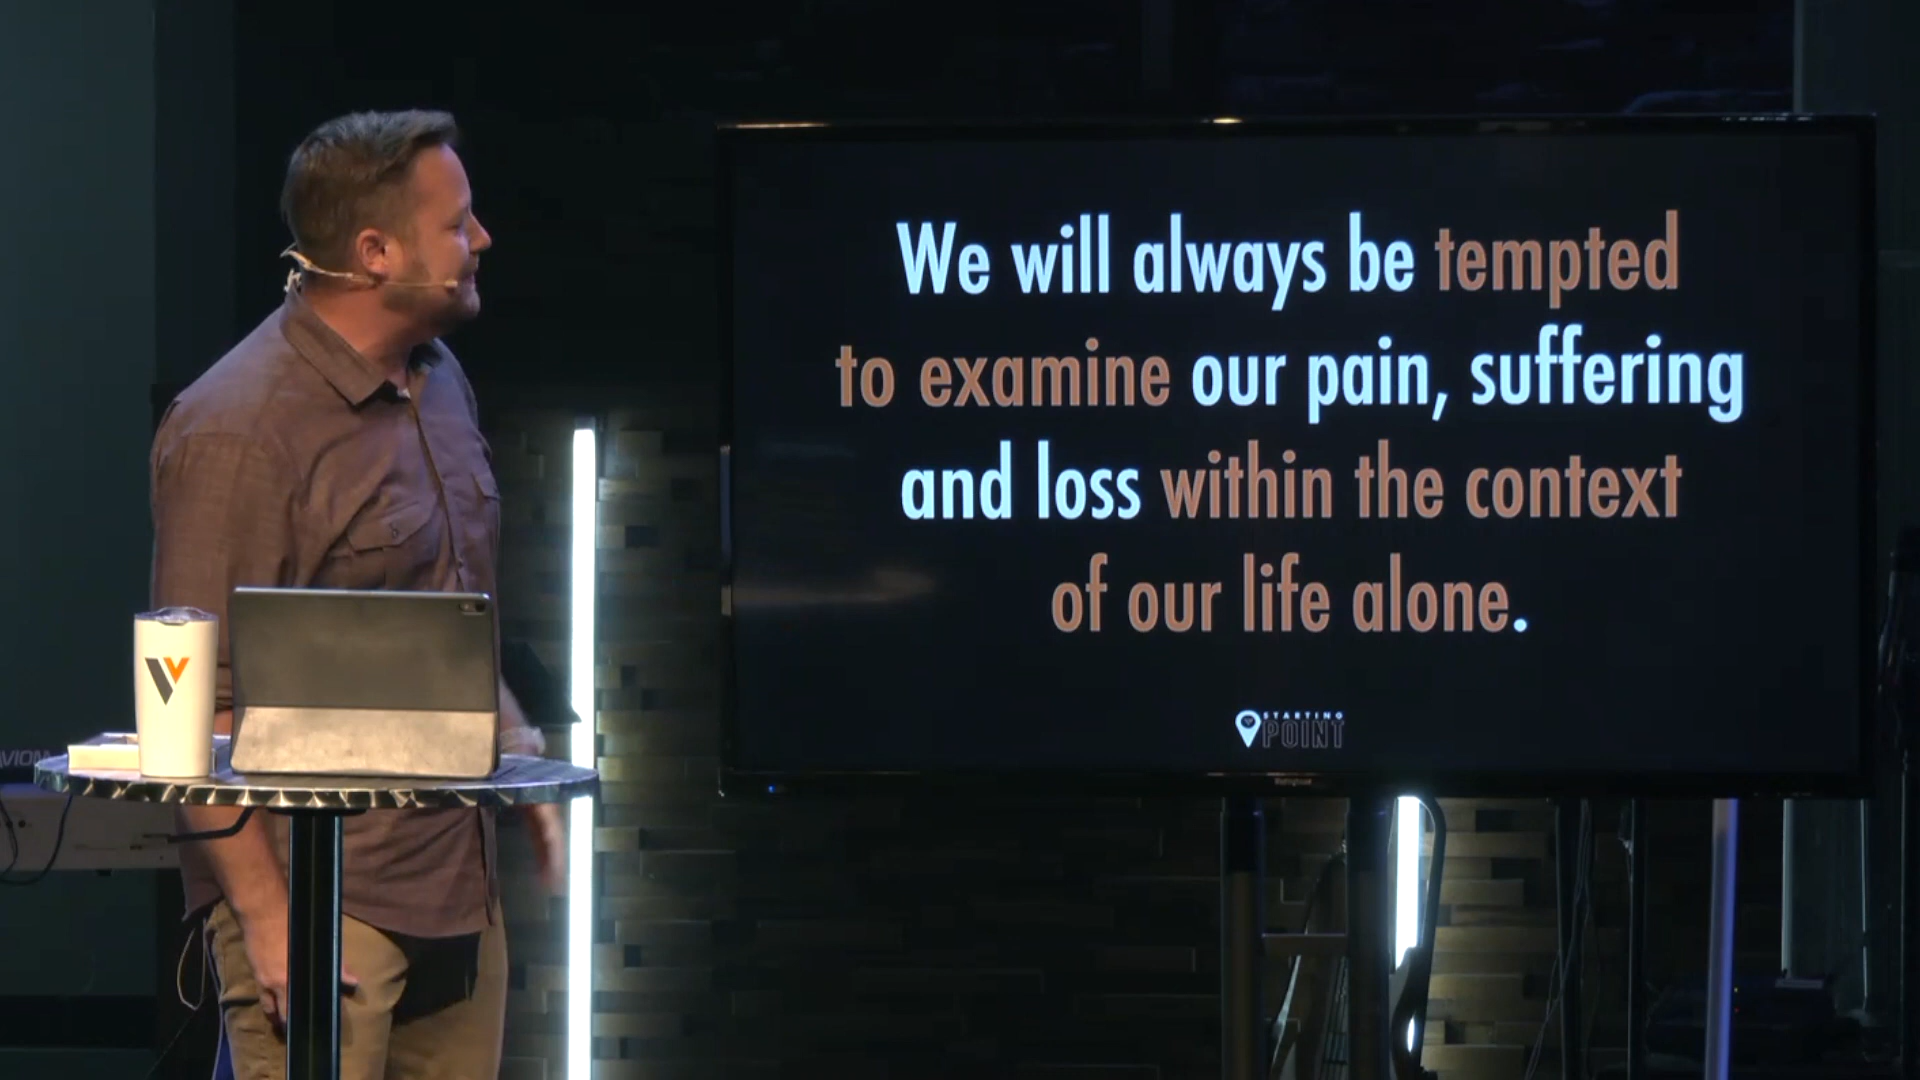 We will always be tempted
to examine our pain, suffering
and loss within the context
of our life alone.
STARTING
POINT